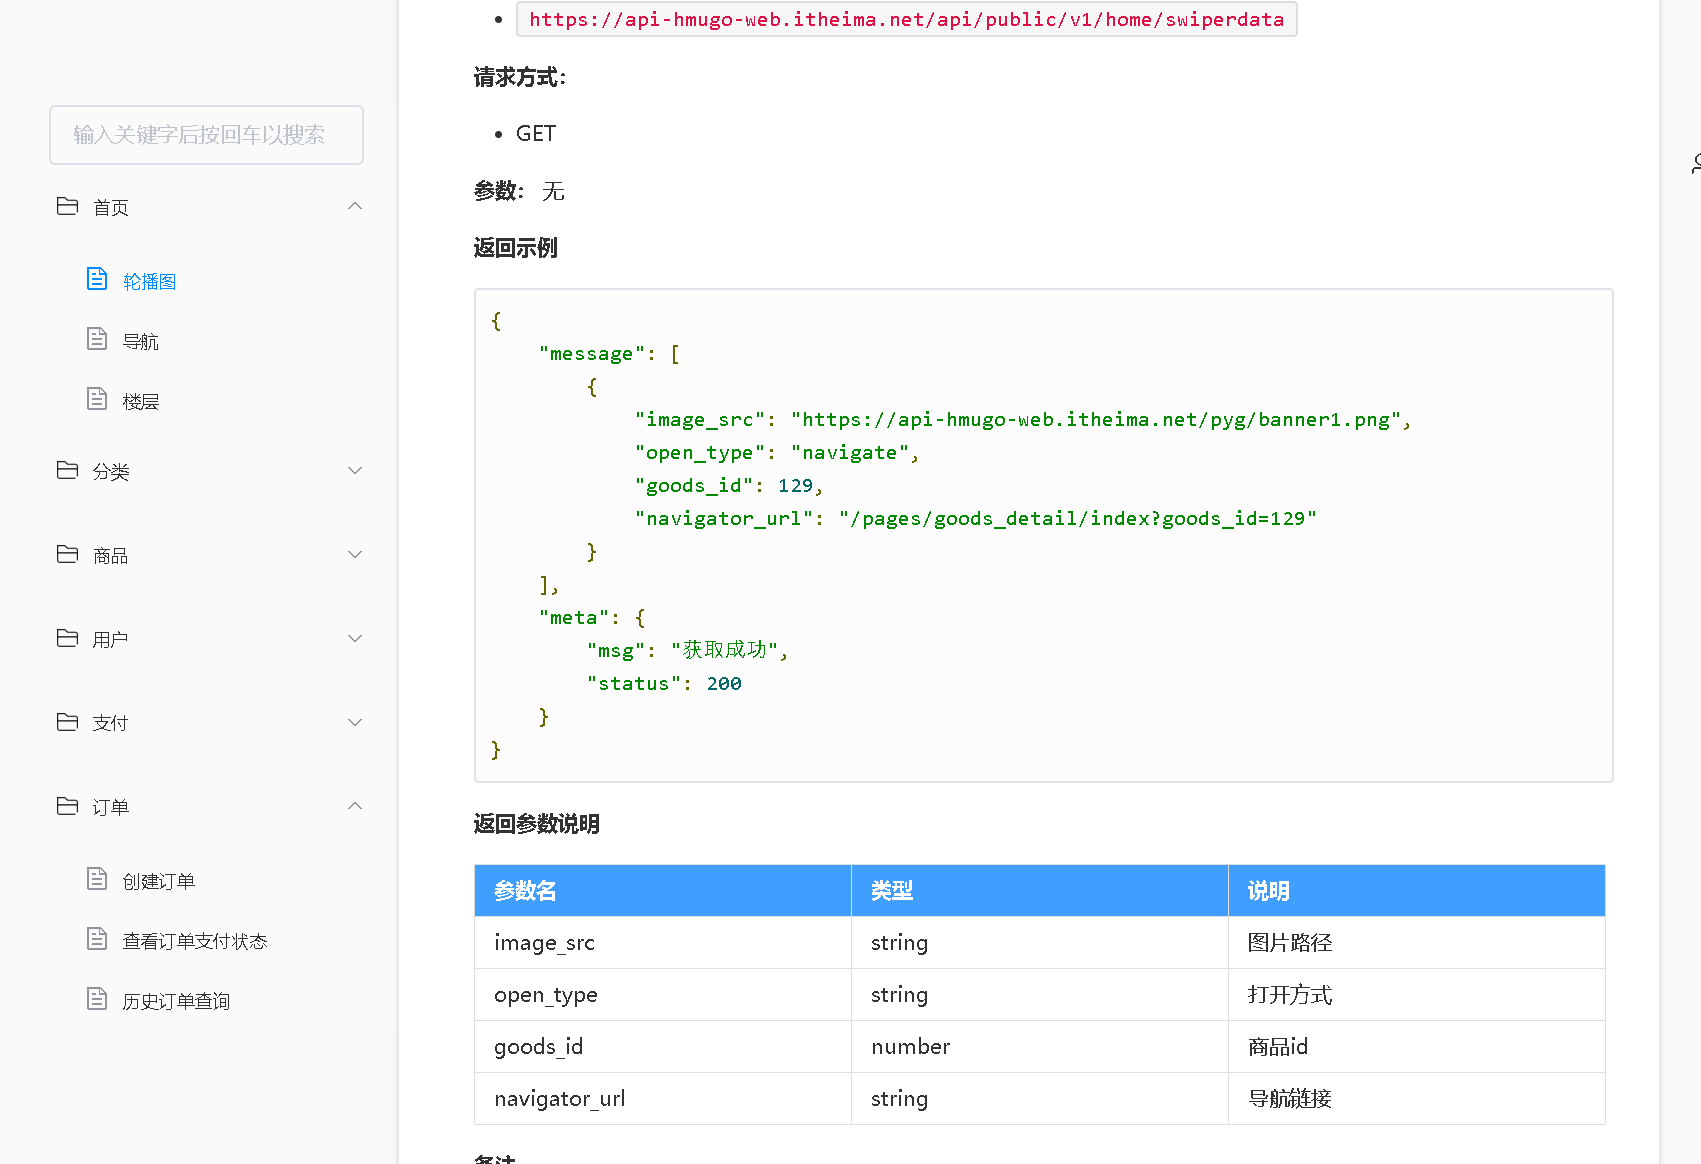 输入关键字后按回车以搜索
首页
轮播图
导航
楼层
分类
商品
用户
支付
订单
创建订单
查看订单支付状态
历史订单查询
https://api-hmugo-web.itheima.net/api/public/v1/home/swiperdata
请求方式：
GET
参数： 无
返回示例
{
    "message": [
        {
            "image_src": "https://api-hmugo-web.itheima.net/pyg/banner1.png",
            "open_type": "navigate",
            "goods_id": 129,
            "navigator_url": "/pages/goods_detail/index?goods_id=129"
        }
    ],
    "meta": {
        "msg": "获取成功",
        "status": 200
    }
}
返回参数说明
参数名 类型 说明
image_src string 图片路径
open_type string 打开方式
goods_id number 商品id
navigator_url string 导航链接
备注